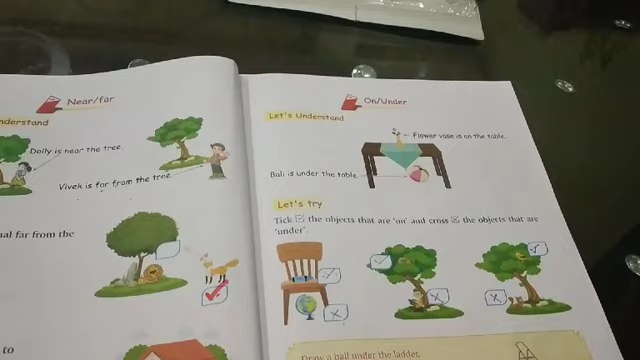 Near/far
nderstand
Dolly is near the tree.
Vivek is far from the tree.
al far from the
to
On/Under
Let's Understand
Flower vase is on the table.
Ball is under the table.
Let's try
Tick ☑ the objects that are 'on' and cross ☒ the objects that are
'under'.
Draw a ball under the ladder.